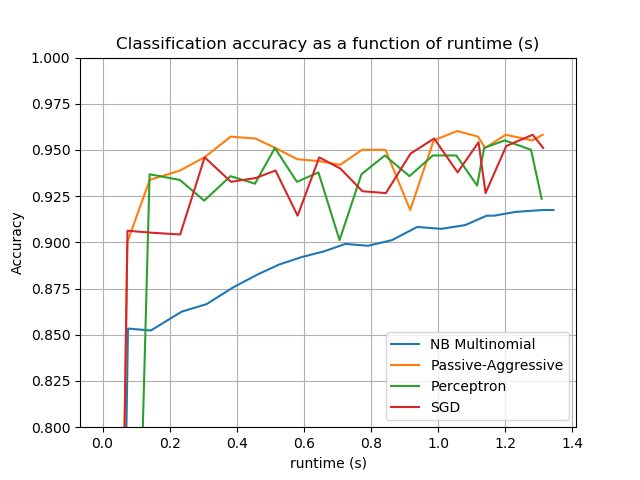 Classification accuracy as a function of runtime (s)
1.000
0.975
0.950
0.925
0.900
0.875
0.850
0.825
0.800
Accuracy
NB Multinomial
Passive-Aggressive
Perceptron
SGD
0.0 0.2 0.4 0.6 0.8 1.0 1.2 1.4
runtime (s)